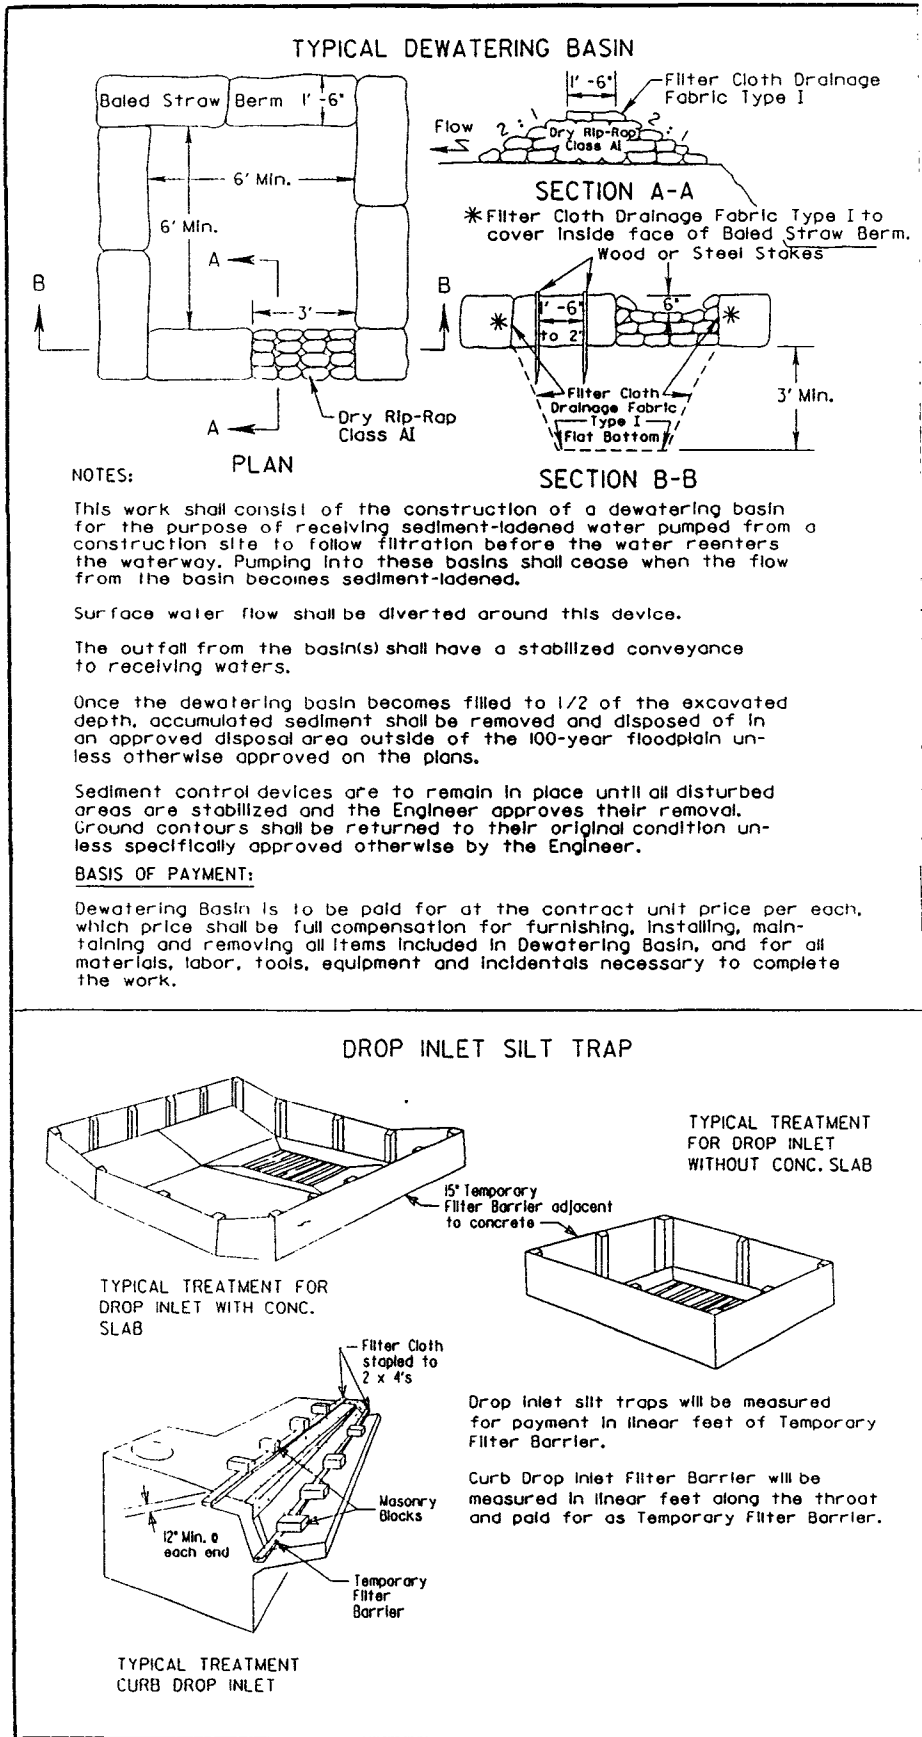 TYPICAL DEWATERING BASIN
Baled Straw Berm 1'-6"
6' Min.
6' Min.
A
B
B
3'
A
Dry Rip-Rap
Class AI
PLAN
1'-6"
Filter Cloth Drainage
Fabric Type I
Flow
2:1
2:1
Dry Rip-Rap
Class AI
SECTION A-A
*Filter Cloth Drainage Fabric Type I to
cover inside face of Baled Straw Berm.
Wood or Steel Stakes
*
1'-6"
to 2'
6"
*
Filter Cloth
Drainage Fabric
Type I
Flat Bottom
3' Min.
SECTION B-B
NOTES:
This work shall consist of the construction of a dewatering basin
for the purpose of receiving sediment-ladened water pumped from a
construction site to follow filtration before the water reenters
the waterway. Pumping into these basins shall cease when the flow
from the basin becomes sediment-ladened.
Surface water flow shall be diverted around this device.
The outfall from the basin(s) shall have a stabilized conveyance
to receiving waters.
Once the dewatering basin becomes filled to 1/2 of the excavated
depth, accumulated sediment shall be removed and disposed of in
an approved disposal area outside of the 100-year floodplain un-
less otherwise approved on the plans.
Sediment control devices are to remain in place until all disturbed
areas are stabilized and the Engineer approves their removal.
Ground contours shall be returned to their original condition un-
less specifically approved otherwise by the Engineer.
BASIS OF PAYMENT:
Dewatering Basin is to be paid for at the contract unit price per each,
which price shall be full compensation for furnishing, installing, main-
taining and removing all items included in Dewatering Basin, and for all
materials, labor, tools, equipment and incidentals necessary to complete
the work.
DROP INLET SILT TRAP
TYPICAL TREATMENT
FOR DROP INLET
WITHOUT CONC. SLAB
15" Temporary
Filter Barrier adjacent
to concrete
TYPICAL TREATMENT FOR
DROP INLET WITH CONC.
SLAB
Filter Cloth
stapled to
2 x 4's
Masonry
Blocks
12" Min. @
each end
Temporary
Filter
Barrier
TYPICAL TREATMENT
CURB DROP INLET
Drop inlet silt traps will be measured
for payment in linear feet of Temporary
Filter Barrier.
Curb Drop Inlet Filter Barrier will be
measured in linear feet along the throat
and paid for as Temporary Filter Barrier.